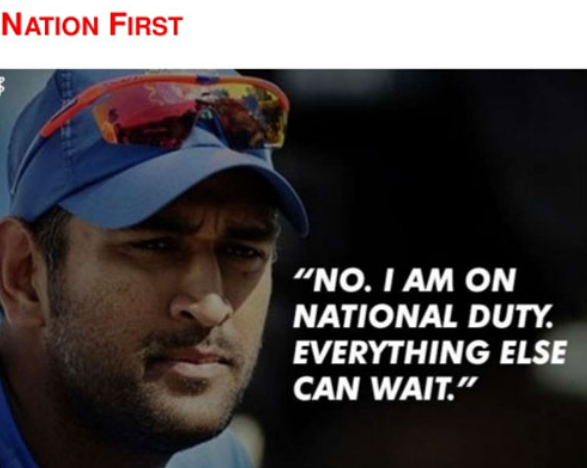 NATION FIRST
“NO. I AM ON
NATIONAL DUTY.
EVERYTHING ELSE
CAN WAIT.”